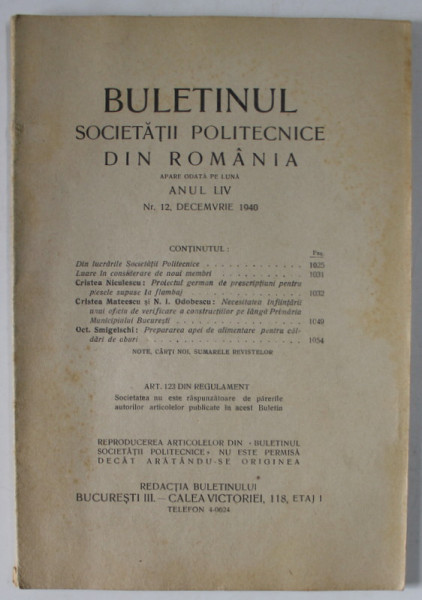 BULETINUL
SOCIETĂȚII POLITECNICE
DIN ROMÂNIA
APARE ODATĂ PE LUNĂ
ANUL LIV
Nr. 12, DECEMVRIE 1940
CONȚINUTUL :
Pag.
Din lucrările Societății Politecnice . . . . . . . . . . . . . 1025
Luare în considerare de noui membri . . . . . . . . . . 1031
Cristea Niculescu: Proiectul german de prescripțiuni pentru
piesele supuse la flambaj . . . . . . . . . . . . . . . 1032
Cristea Mateescu și N. I. Odobescu: Necesitatea înființării
unui oficiu de verificare a construcțiilor pe lângă Primăria
Municipiului București . . . . . . . . . . . . . . . . 1049
Oct. Smigelschi: Prepararea apei de alimentare pentru căl-
dări de aburi . . . . . . . . . . . . . . . . . . . . 1054
NOTE, CĂRȚI NOI, SUMARELE REVISTELOR
ART. 123 DIN REGULAMENT
Societatea nu este răspunzătoare de părerile
autorilor articolelor publicate în acest Buletin
REPRODUCEREA ARTICOLELOR DIN «BULETINUL
SOCIETĂȚII POLITECNICE» NU ESTE PERMISĂ
DECÂT ARĂTÂNDU-SE ORIGINEA
REDACȚIA BULETINULUI
BUCUREȘTI III. — CALEA VICTORIEI, 118, ETAJ I
TELEFON 4-0624